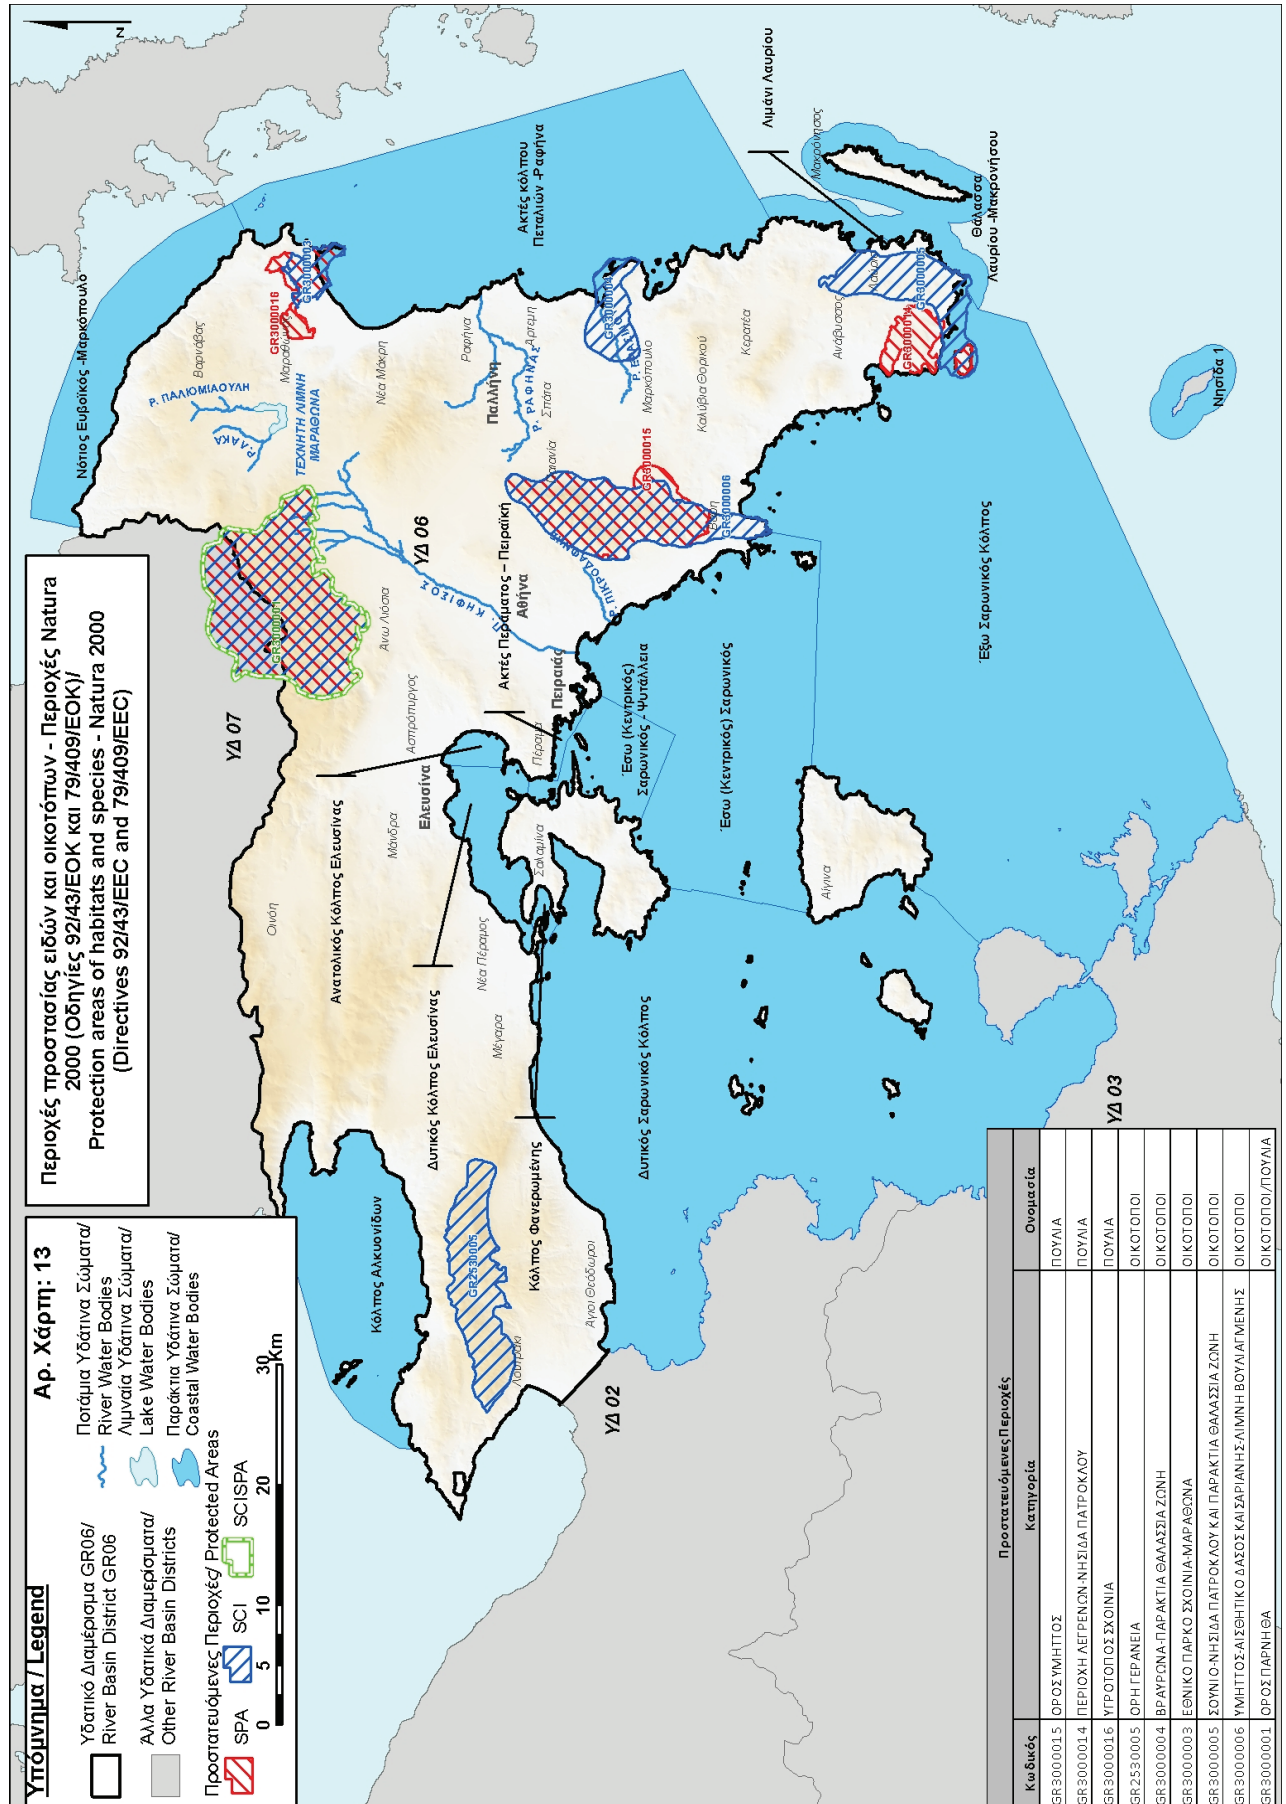 Υπόμνημα / Legend
Αρ. Χάρτη: 13
Υδατικό Διαμέρισμα GR06/
River Basin District GR06
Άλλα Υδατικά Διαμερίσματα/
Other River Basin Districts
Ποτάμια Υδάτινα Σώματα/
River Water Bodies
Λιμναία Υδάτινα Σώματα/
Lake Water Bodies
Παράκτια Υδάτινα Σώματα/
Coastal Water Bodies
Προστατευόμενες Περιοχές/ Protected Areas
SPA
SCI
SCISPA
0 5 10 20 30
Km
Περιοχές προστασίας ειδών και οικοτόπων - Περιοχές Natura
2000 (Οδηγίες 92/43/ΕΟΚ και 79/409/ΕΟΚ)/
Protection areas of habitats and species - Natura 2000
(Directives 92/43/EEC and 79/409/EEC)
N
Νότιος Ευβοϊκός -Μαρκόπουλο
Βαρνάβας
Ρ. ΠΑΛΙΟΜΙΑΟΥΛΗ
Ρ.ΛΑΚΑ
ΤΕΧΝΗΤΗ ΛΙΜΝΗ
ΜΑΡΑΘΩΝΑ
GR3000016
GR3000003
Μαραθώνας
Νέα Μάκρη
Ακτές κόλπου
Πεταλιών -Ραφήνα
Ραφήνα
Παλλήνη
Ρ. ΡΑΦΗΝΑΣ
Αρτεμη
Σπάτα
GR3000004
Μαρκόπουλο
Καλύβια Θορικού
Κερατέα
Ανάβυσσος
GR3000005
GR3000014
Λιμάνι Λαυρίου
Μακρόνησος
Θάλασσα
Λαυρίου -Μακρονήσου
Νησίδα 1
GR3000015
GR3000006
Ρ. ΠΙΚΡΟΔΑΦΝΗΣ
ΥΔ 06
Π. ΚΗΦΙΣΟΣ
Αθήνα
Ακτές Περάματος – Πειραϊκή
Πειραιάς
Πέραμα
GR3000001
Ανω Λιόσια
Ασπρόπυργος
ΥΔ 07
Ελευσίνα
Μάνδρα
Ανατολικός Κόλπος Ελευσίνας
Οινόη
Σαλαμίνα
Νέα Πέραμος
Μέγαρα
Δυτικός Κόλπος Ελευσίνας
Κόλπος Φανερωμένης
Κόλπος Αλκυονίδων
GR2530005
Λουτράκι
Άγιοι Θεόδωροι
ΥΔ 02
Έσω (Κεντρικός)
Σαρωνικός - Ψυτάλλεια
Έσω (Κεντρικός) Σαρωνικός
Έξω Σαρωνικός Κόλπος
Αίγινα
Δυτικός Σαρωνικός Κόλπος
ΥΔ 03
Προστατευόμενες Περιοχές
Κωδικός Κατηγορία Ονομασία
GR3000015 ΟΡΟΣ ΥΜΗΤΤΟΣ ΠΟΥΛΙΑ
GR3000014 ΠΕΡΙΟΧΗ ΛΕΓΡΕΝΩΝ-ΝΗΣΙΔΑ ΠΑΤΡΟΚΛΟΥ ΠΟΥΛΙΑ
GR3000016 ΥΓΡΟΤΟΠΟΣ ΣΧΟΙΝΙΑ ΠΟΥΛΙΑ
GR2530005 ΟΡΗ ΓΕΡΑΝΕΙΑ ΟΙΚΟΤΟΠΟΙ
GR3000004 ΒΡΑΥΡΩΝΑ-ΠΑΡΑΚΤΙΑ ΘΑΛΑΣΣΙΑ ΖΩΝΗ ΟΙΚΟΤΟΠΟΙ
GR3000003 ΕΘΝΙΚΟ ΠΑΡΚΟ ΣΧΟΙΝΙΑ-ΜΑΡΑΘΩΝΑ ΟΙΚΟΤΟΠΟΙ
GR3000005 ΣΟΥΝΙΟ-ΝΗΣΙΔΑ ΠΑΤΡΟΚΛΟΥ ΚΑΙ ΠΑΡΑΚΤΙΑ ΘΑΛΑΣΣΙΑ ΖΩΝΗ ΟΙΚΟΤΟΠΟΙ
GR3000006 ΥΜΗΤΤΟΣ-ΑΙΣΘΗΤΙΚΟ ΔΑΣΟΣ ΚΑΙΣΑΡΙΑΝΗΣ-ΛΙΜΝΗ ΒΟΥΛΙΑΓΜΕΝΗΣ ΟΙΚΟΤΟΠΟΙ
GR3000001 ΟΡΟΣ ΠΑΡΝΗΘΑ ΟΙΚΟΤΟΠΟΙ/ΠΟΥΛΙΑ